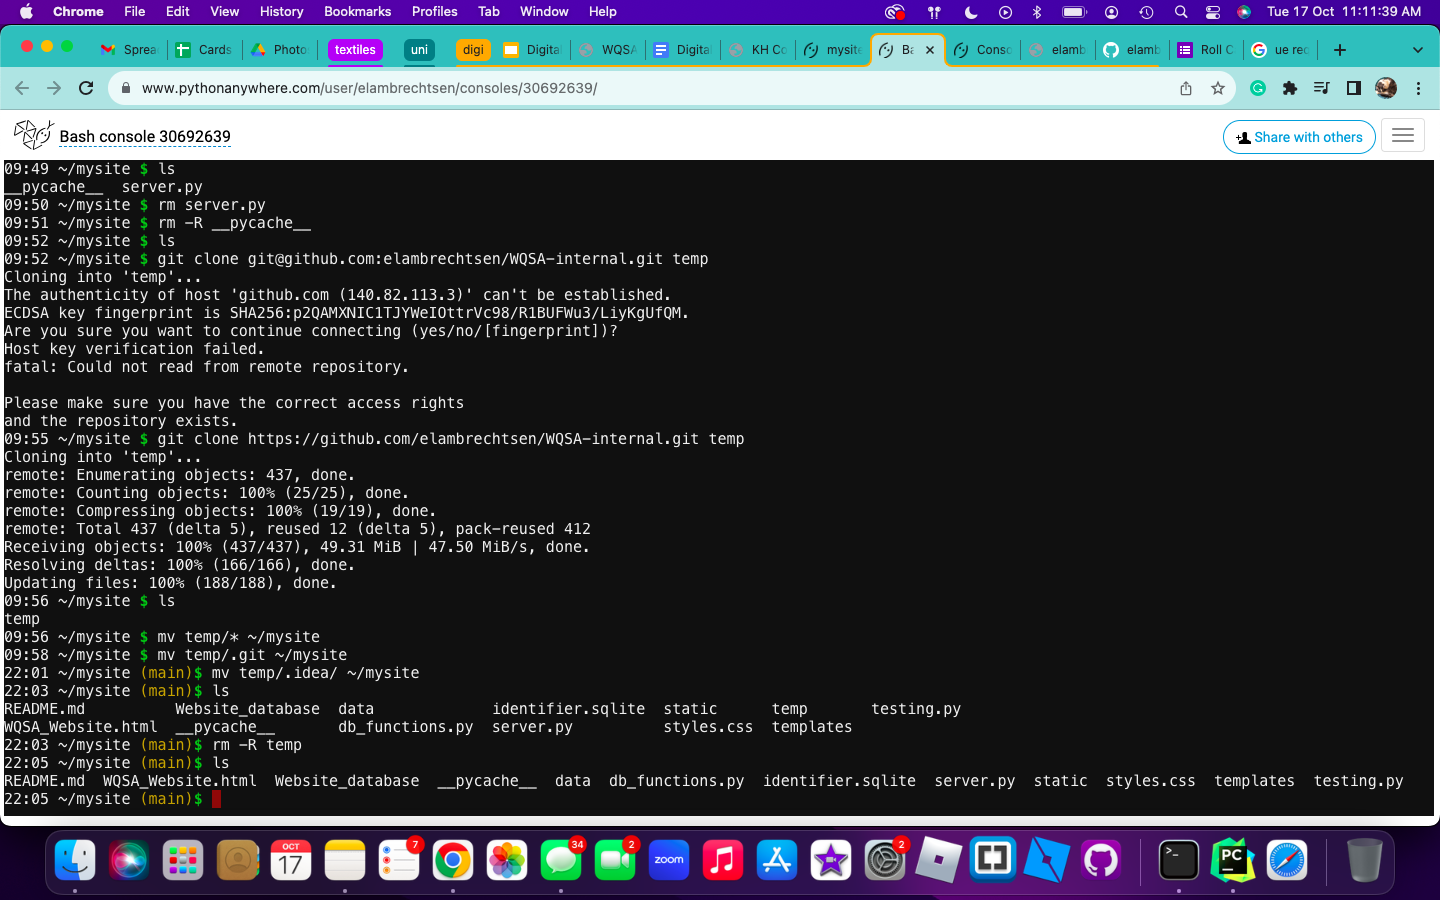 Chrome File Edit View History Bookmarks Profiles Tab Window Help Tue 17 Oct 11:11:39 AM
Sprea Cards Photo textiles uni digi Digital WQSA Digital KH Co mysite Ba Conso elamb elamb Roll C ue rec
www.pythonanywhere.com/user/elambrechtsen/consoles/30692639/
Bash console 30692639 Share with others
09:49 ~/mysite $ ls
__pycache__  server.py
09:50 ~/mysite $ rm server.py
09:51 ~/mysite $ rm -R __pycache__
09:52 ~/mysite $ ls
09:52 ~/mysite $ git clone git@github.com:elambrechtsen/WQSA-internal.git temp
Cloning into 'temp'...
The authenticity of host 'github.com (140.82.113.3)' can't be established.
ECDSA key fingerprint is SHA256:p2QAMXNIC1TJYWeIOttrVc98/R1BUFWu3/LiyKgUfQM.
Are you sure you want to continue connecting (yes/no/[fingerprint])?
Host key verification failed.
fatal: Could not read from remote repository.
Please make sure you have the correct access rights
and the repository exists.
09:55 ~/mysite $ git clone https://github.com/elambrechtsen/WQSA-internal.git temp
Cloning into 'temp'...
remote: Enumerating objects: 437, done.
remote: Counting objects: 100% (25/25), done.
remote: Compressing objects: 100% (19/19), done.
remote: Total 437 (delta 5), reused 12 (delta 5), pack-reused 412
Receiving objects: 100% (437/437), 49.31 MiB | 47.50 MiB/s, done.
Resolving deltas: 100% (166/166), done.
Updating files: 100% (188/188), done.
09:56 ~/mysite $ ls
temp
09:56 ~/mysite $ mv temp/* ~/mysite
09:58 ~/mysite $ mv temp/.git ~/mysite
22:01 ~/mysite (main)$ mv temp/.idea/ ~/mysite
22:03 ~/mysite (main)$ ls
README.md  Website_database  data  identifier.sqlite  static  temp  testing.py
WQSA_Website.html  __pycache__  db_functions.py  server.py  styles.css  templates
22:03 ~/mysite (main)$ rm -R temp
22:05 ~/mysite (main)$ ls
README.md  WQSA_Website.html  Website_database  __pycache__  data  db_functions.py  identifier.sqlite  server.py  static  styles.css  templates  testing.py
22:05 ~/mysite (main)$
OCT 17 7 34 2 zoom 2 >_ PC